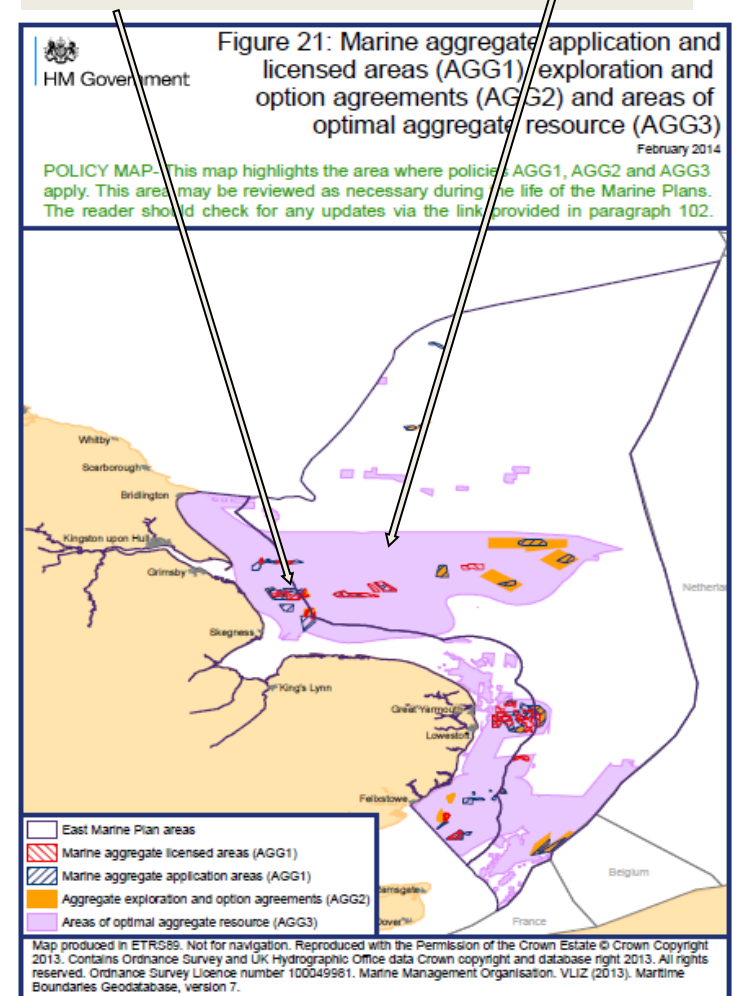 HM Government
Figure 21: Marine aggregate application and
licensed areas (AGG1), exploration and
option agreements (AGG2) and areas of
optimal aggregate resource (AGG3)
February 2014
POLICY MAP- This map highlights the area where policies AGG1, AGG2 and AGG3
apply. This area may be reviewed as necessary during the life of the Marine Plans.
The reader should check for any updates via the link provided in paragraph 102.
Whitby
Scarborough
Bridlington
Kingston upon Hull
Grimsby
Netherla
Skegness
King's Lynn
Great Yarmouth
Lowestoft
Felixstowe
East Marine Plan areas
Marine aggregate licensed areas (AGG1)
Marine aggregate application areas (AGG1)
Aggregate exploration and option agreements (AGG2)
Areas of optimal aggregate resource (AGG3)
Belgium
amsgate
Dover
France
Map produced in ETRS89. Not for navigation. Reproduced with the Permission of the Crown Estate © Crown Copyright
2013. Contains Ordnance Survey and UK Hydrographic Office data Crown copyright and database right 2013. All rights
reserved. Ordnance Survey Licence number 100049981. Marine Management Organisation. VLIZ (2013). Maritime
Boundaries Geodatabase, version 7.